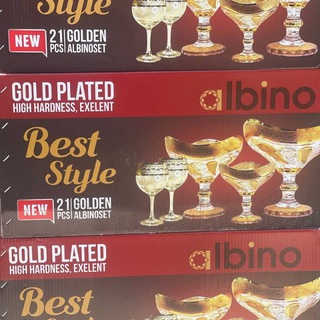 Style
NEW 21 PCS GOLDEN ALBINOSET
GOLD PLATED albino
HIGH HARDNESS, EXELENT
Best
Style
NEW 21 PCS GOLDEN ALBINOSET
GOLD PLATED albino
HIGH HARDNESS, EXELENT
Best